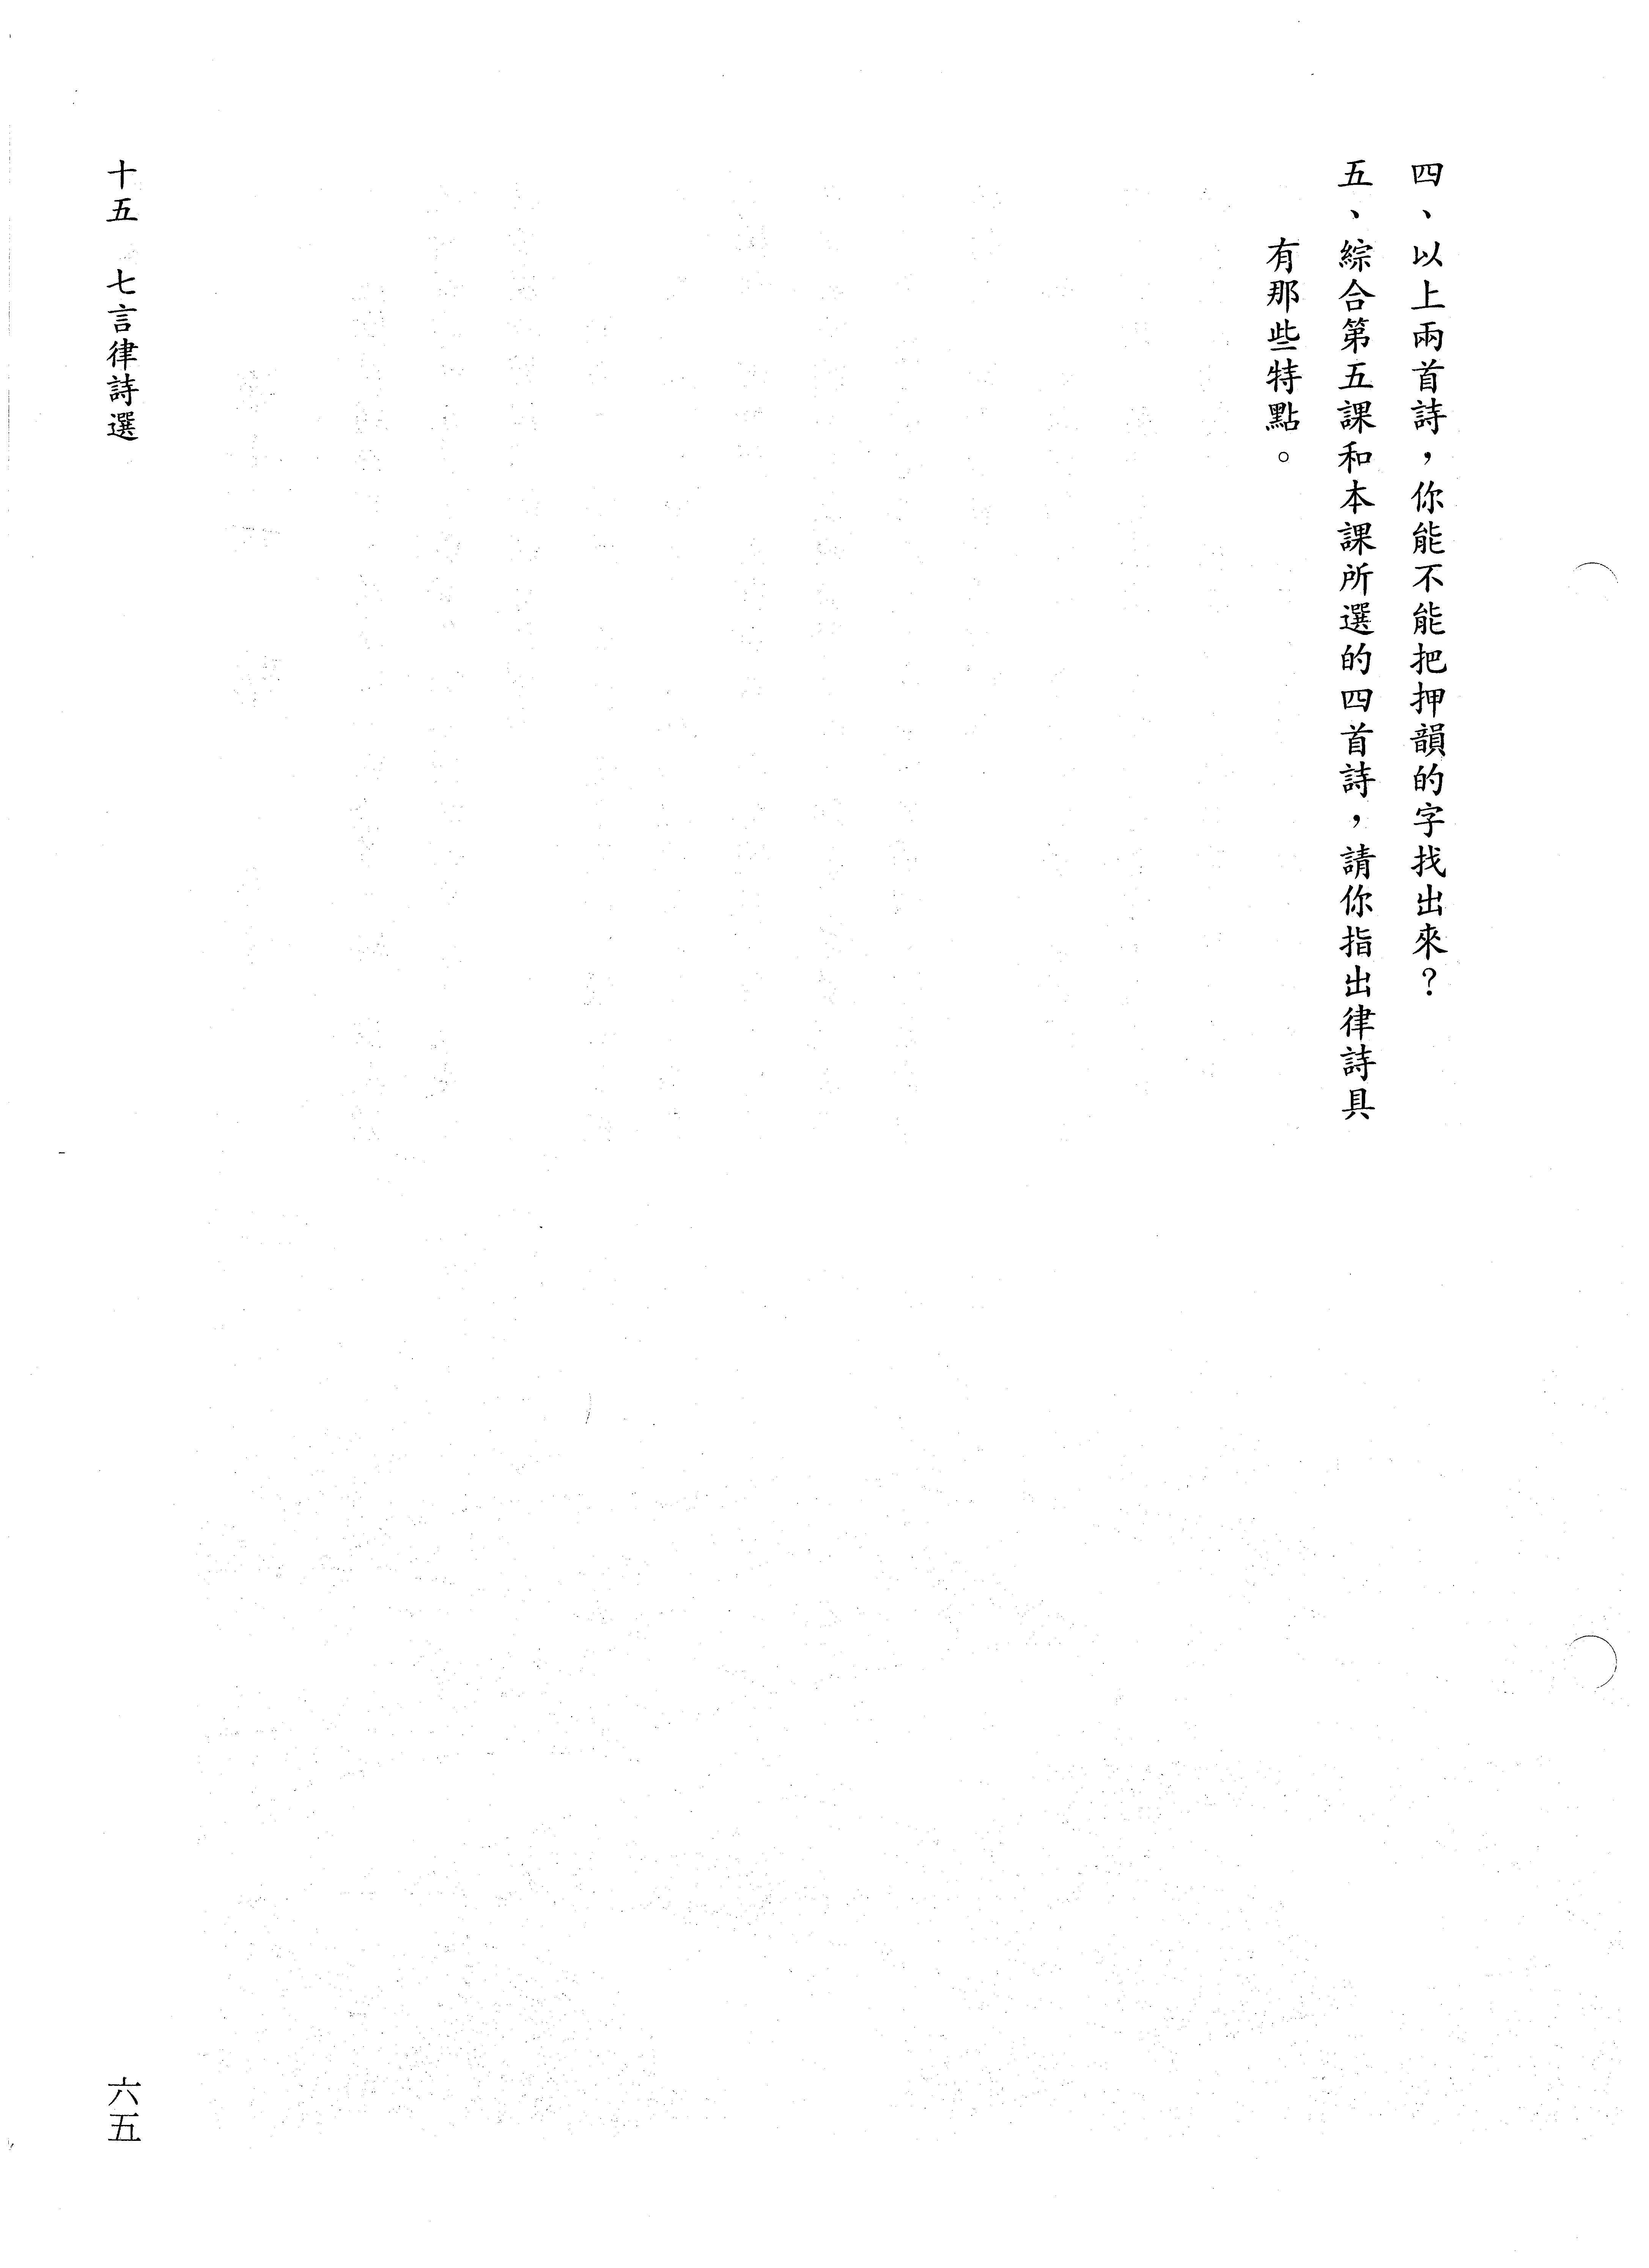 四、以上兩首詩，你能不能把押韻的字找出來？
五、綜合第五課和本課所選的四首詩，請你指出律詩具
有那些特點。
十五 七言律詩選
六五